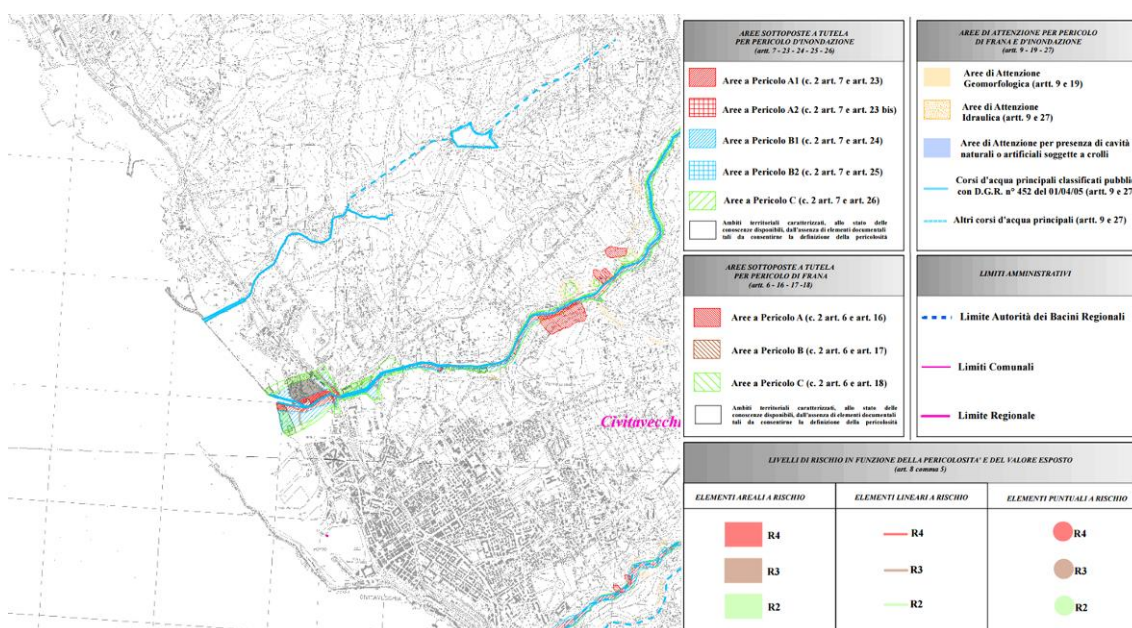 Civitavecchi
CIVITAVECCHIA
AREE SOTTOPOSTE A TUTELA
PER PERICOLO D'INONDAZIONE
(art. 7 - 23 - 24 - 25 - 26)
Aree a Pericolo A1 (c. 2 art. 7 e art. 23)
Aree a Pericolo A2 (c. 2 art. 7 e art. 23 bis)
Aree a Pericolo B1 (c. 2 art. 7 e art. 24)
Aree a Pericolo B2 (c. 2 art. 7 e art. 25)
Aree a Pericolo C (c. 2 art. 7 e art. 26)
Ambiti territoriali caratterizzati, allo stato delle
conoscenze disponibili, dall'assenza di elementi documentali
tali da consentirne la definizione della pericolosità
AREE SOTTOPOSTE A TUTELA
PER PERICOLO DI FRANA
(artt. 6 - 16 - 17 -18)
Aree a Pericolo A (c. 2 art. 6 e art. 16)
Aree a Pericolo B (c. 2 art. 6 e art. 17)
Aree a Pericolo C (c. 2 art. 6 e art. 18)
Ambiti territoriali caratterizzati, allo stato delle
conoscenze disponibili, dall'assenza di elementi documentali
tali da consentirne la definizione della pericolosità
AREE DI ATTENZIONE PER PERICOLO
DI FRANA E D'INONDAZIONE
(art. 9 - 19 - 27)
Aree di Attenzione
Geomorfologica (artt. 9 e 19)
Aree di Attenzione
Idraulica (artt. 9 e 27)
Aree di Attenzione per presenza di cavità
naturali o artificiali soggette a crolli
Corsi d'acqua principali classificati pubblic
con D.G.R. n° 452 del 01/04/05 (artt. 9 e 27
Altri corsi d'acqua principali (artt. 9 e 27)
LIMITI AMMINISTRATIVI
Limite Autorità dei Bacini Regionali
Limiti Comunali
Limite Regionale
LIVELLI DI RISCHIO IN FUNZIONE DELLA PERICOLOSITA' E DEL VALORE ESPOSTO
(art. 8 comma 5)
ELEMENTI AREALI A RISCHIO
R4
R3
R2
ELEMENTI LINEARI A RISCHIO
R4
R3
R2
ELEMENTI PUNTUALI A RISCHIO
R4
R3
R2